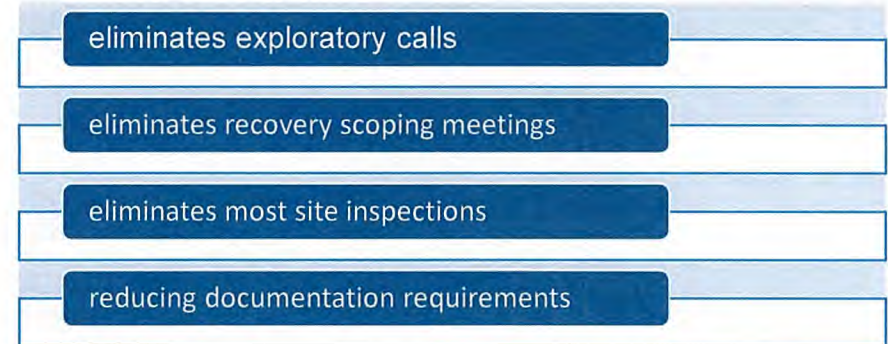 eliminates exploratory calls
eliminates recovery scoping meetings
eliminates most site inspections
reducing documentation requirements